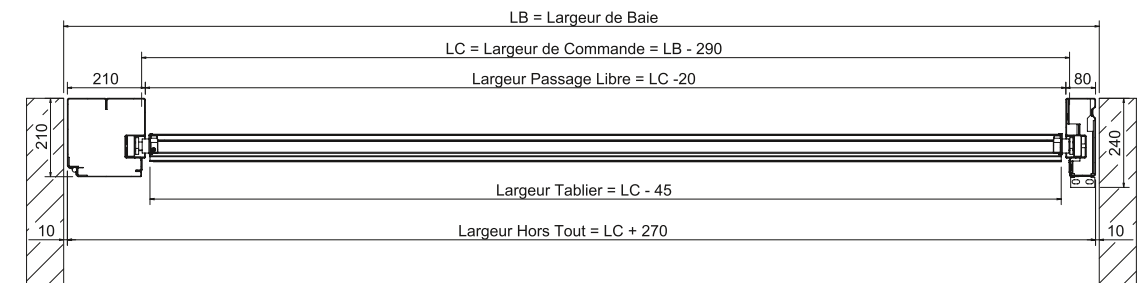 LB = Largeur de Baie
LC = Largeur de Commande = LB - 290
210
Largeur Passage Libre = LC -20
80
210
240
Largeur Tablier = LC - 45
10
Largeur Hors Tout = LC + 270
10